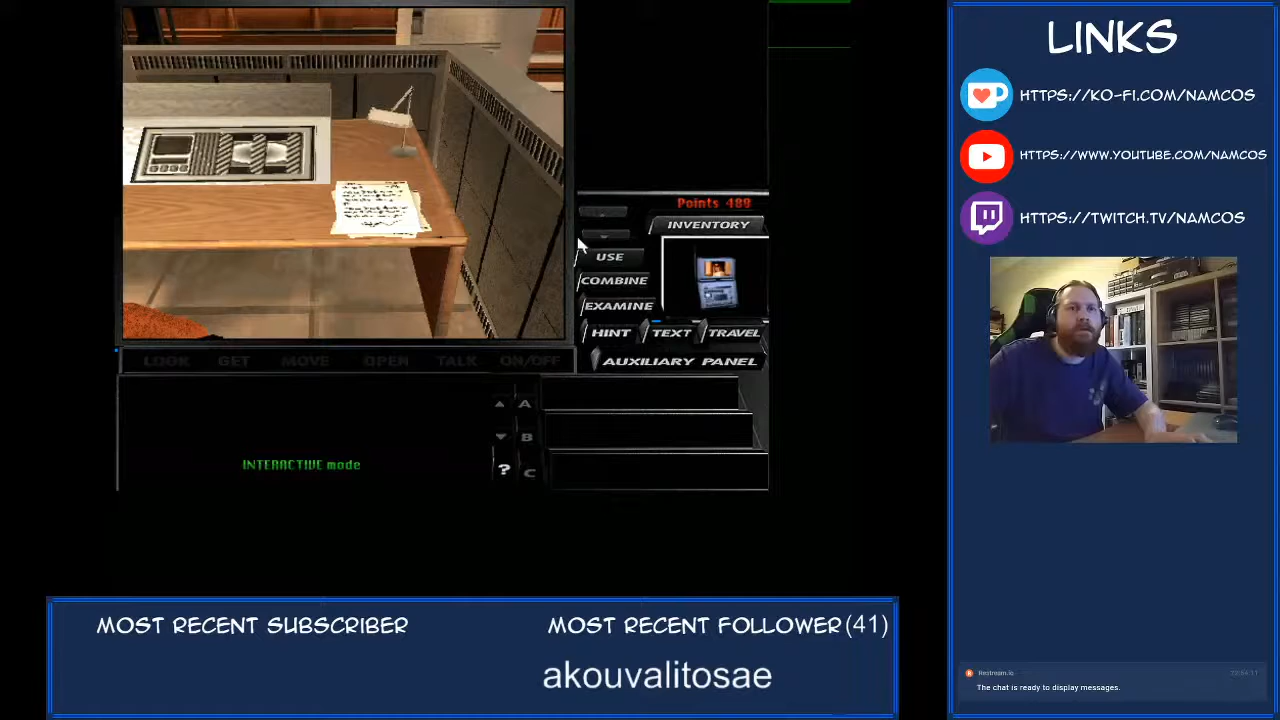 Points 489
INVENTORY
USE
COMBINE
EXAMINE
HINT TEXT TRAVEL
AUXILIARY PANEL
LOOK GET MOVE OPEN TALK ON/OFF
A
B
? C
INTERACTIVE mode
LINKS
HTTPS://KO-FI.COM/NAMCOS
HTTPS://WWW.YOUTUBE.COM/NAMCOS
HTTPS://TWITCH.TV/NAMCOS
Restream.io
The chat is ready to display messages.
MOST RECENT SUBSCRIBER
MOST RECENT FOLLOWER (41)
akouvalitosae